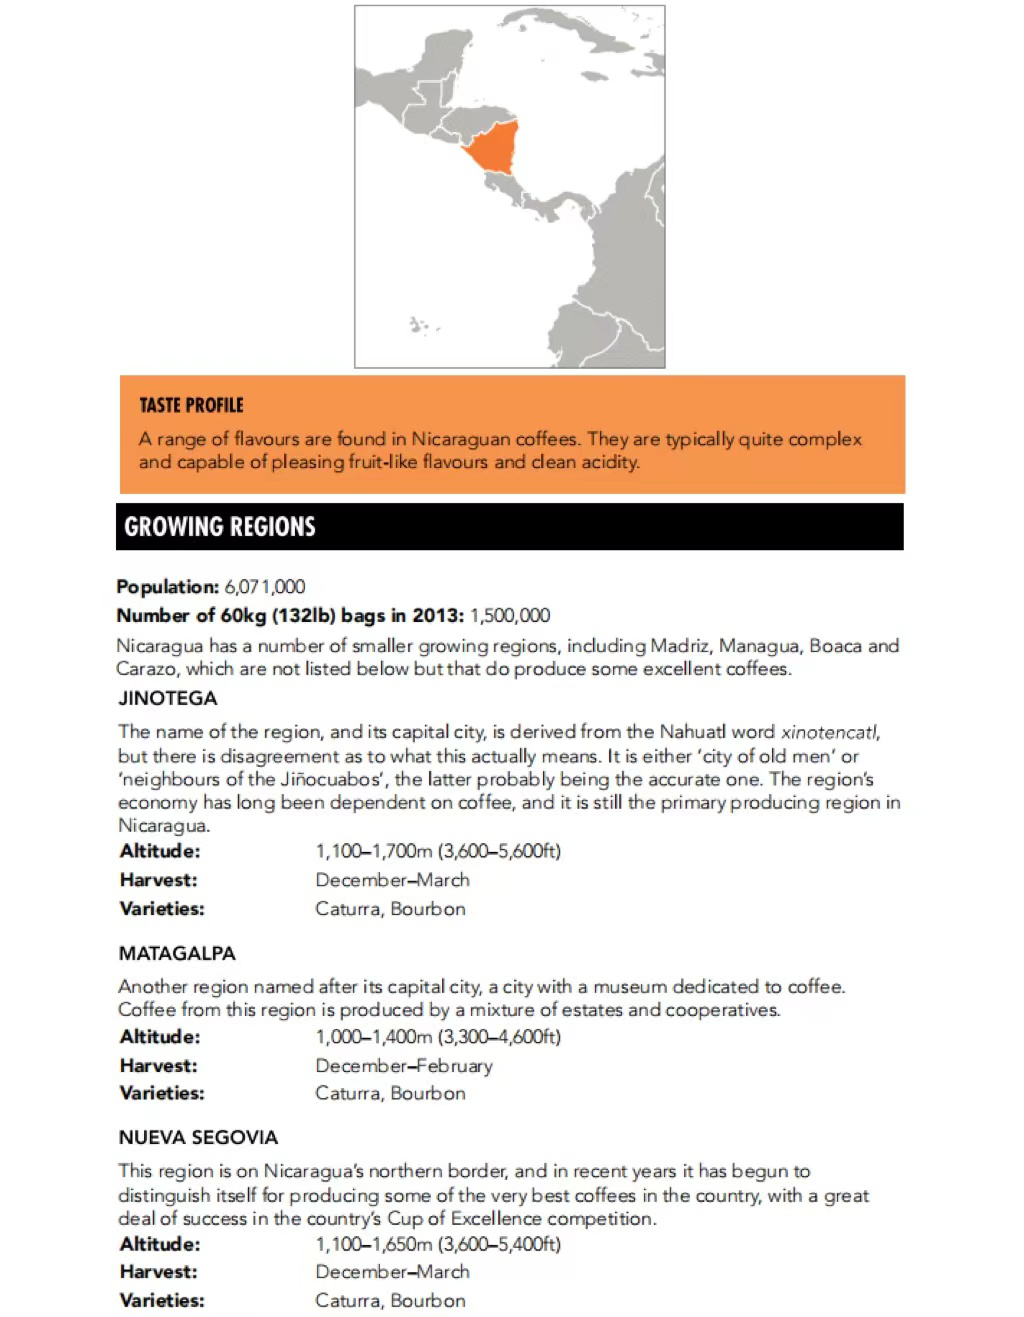 TASTE PROFILE
A range of flavours are found in Nicaraguan coffees. They are typically quite complex
and capable of pleasing fruit-like flavours and clean acidity.
GROWING REGIONS
Population: 6,071,000
Number of 60kg (132lb) bags in 2013: 1,500,000
Nicaragua has a number of smaller growing regions, including Madriz, Managua, Boaca and
Carazo, which are not listed below but that do produce some excellent coffees.
JINOTEGA
The name of the region, and its capital city, is derived from the Nahuatl word xinotencatl,
but there is disagreement as to what this actually means. It is either ‘city of old men’ or
‘neighbours of the Jiñocuabos’, the latter probably being the accurate one. The region’s
economy has long been dependent on coffee, and it is still the primary producing region in
Nicaragua.
Altitude: 1,100–1,700m (3,600–5,600ft)
Harvest: December–March
Varieties: Caturra, Bourbon
MATAGALPA
Another region named after its capital city, a city with a museum dedicated to coffee.
Coffee from this region is produced by a mixture of estates and cooperatives.
Altitude: 1,000–1,400m (3,300–4,600ft)
Harvest: December–February
Varieties: Caturra, Bourbon
NUEVA SEGOVIA
This region is on Nicaragua’s northern border, and in recent years it has begun to
distinguish itself for producing some of the very best coffees in the country, with a great
deal of success in the country’s Cup of Excellence competition.
Altitude: 1,100–1,650m (3,600–5,400ft)
Harvest: December–March
Varieties: Caturra, Bourbon